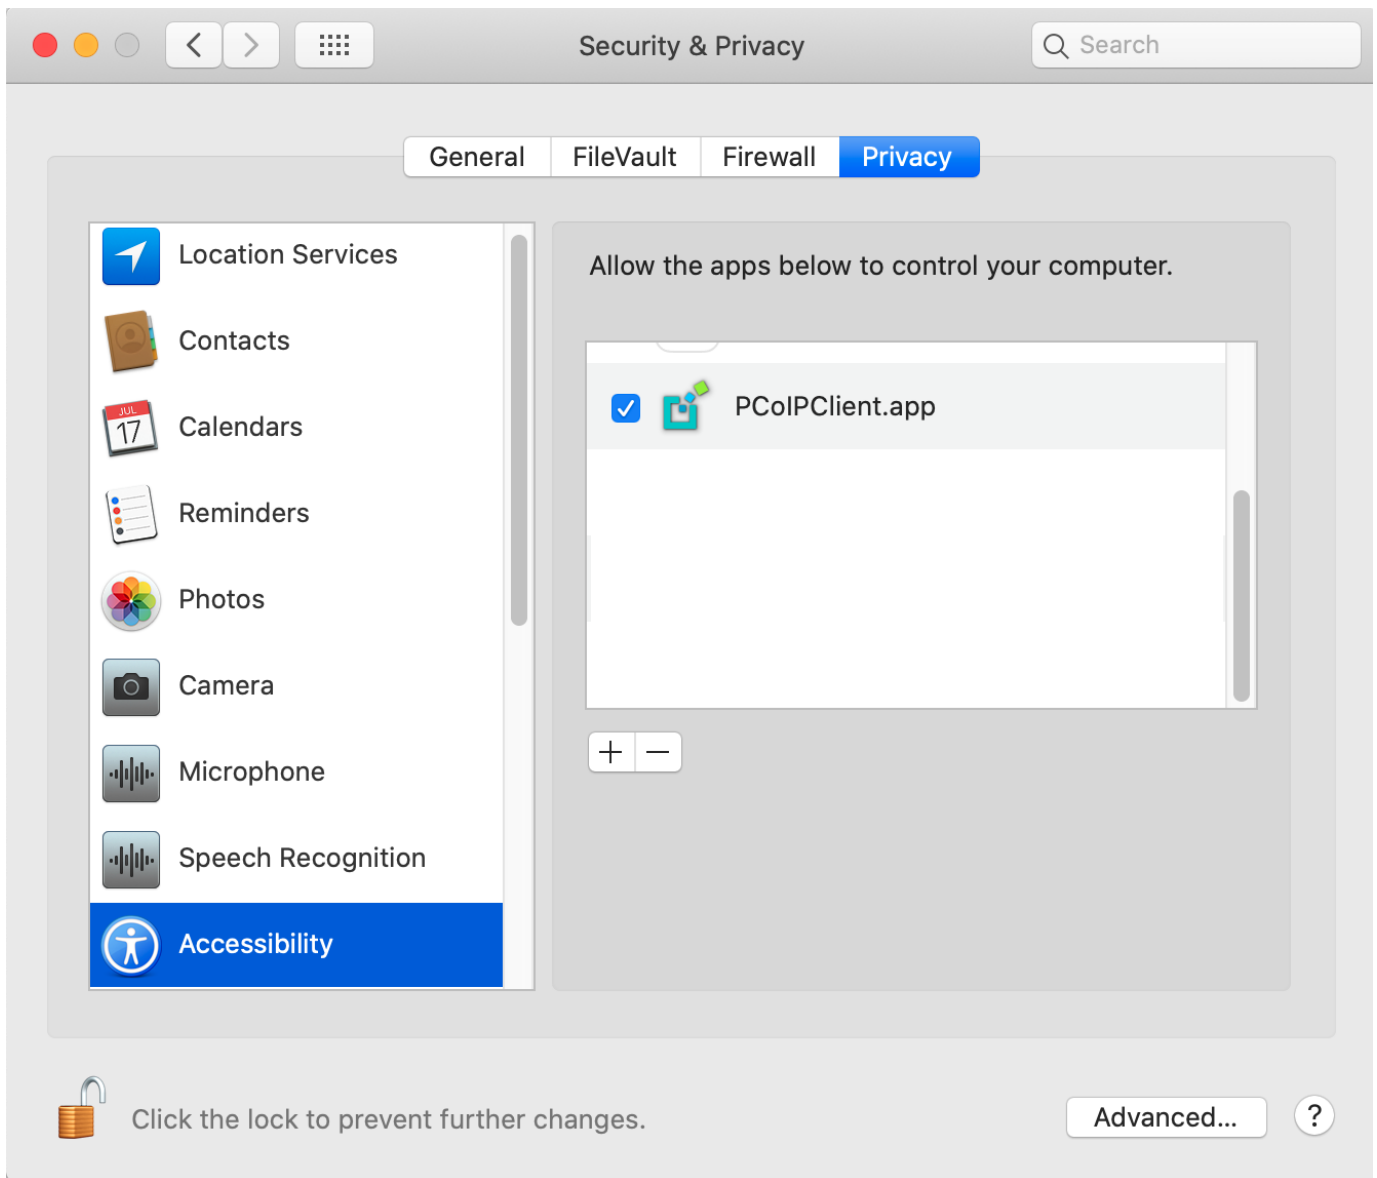 Security & Privacy
Search
General
FileVault
Firewall
Privacy
Location Services
Contacts
JUL
17
Calendars
Reminders
Photos
Camera
Microphone
Speech Recognition
Accessibility
Allow the apps below to control your computer.
PCoIPClient.app
Click the lock to prevent further changes.
Advanced...
?